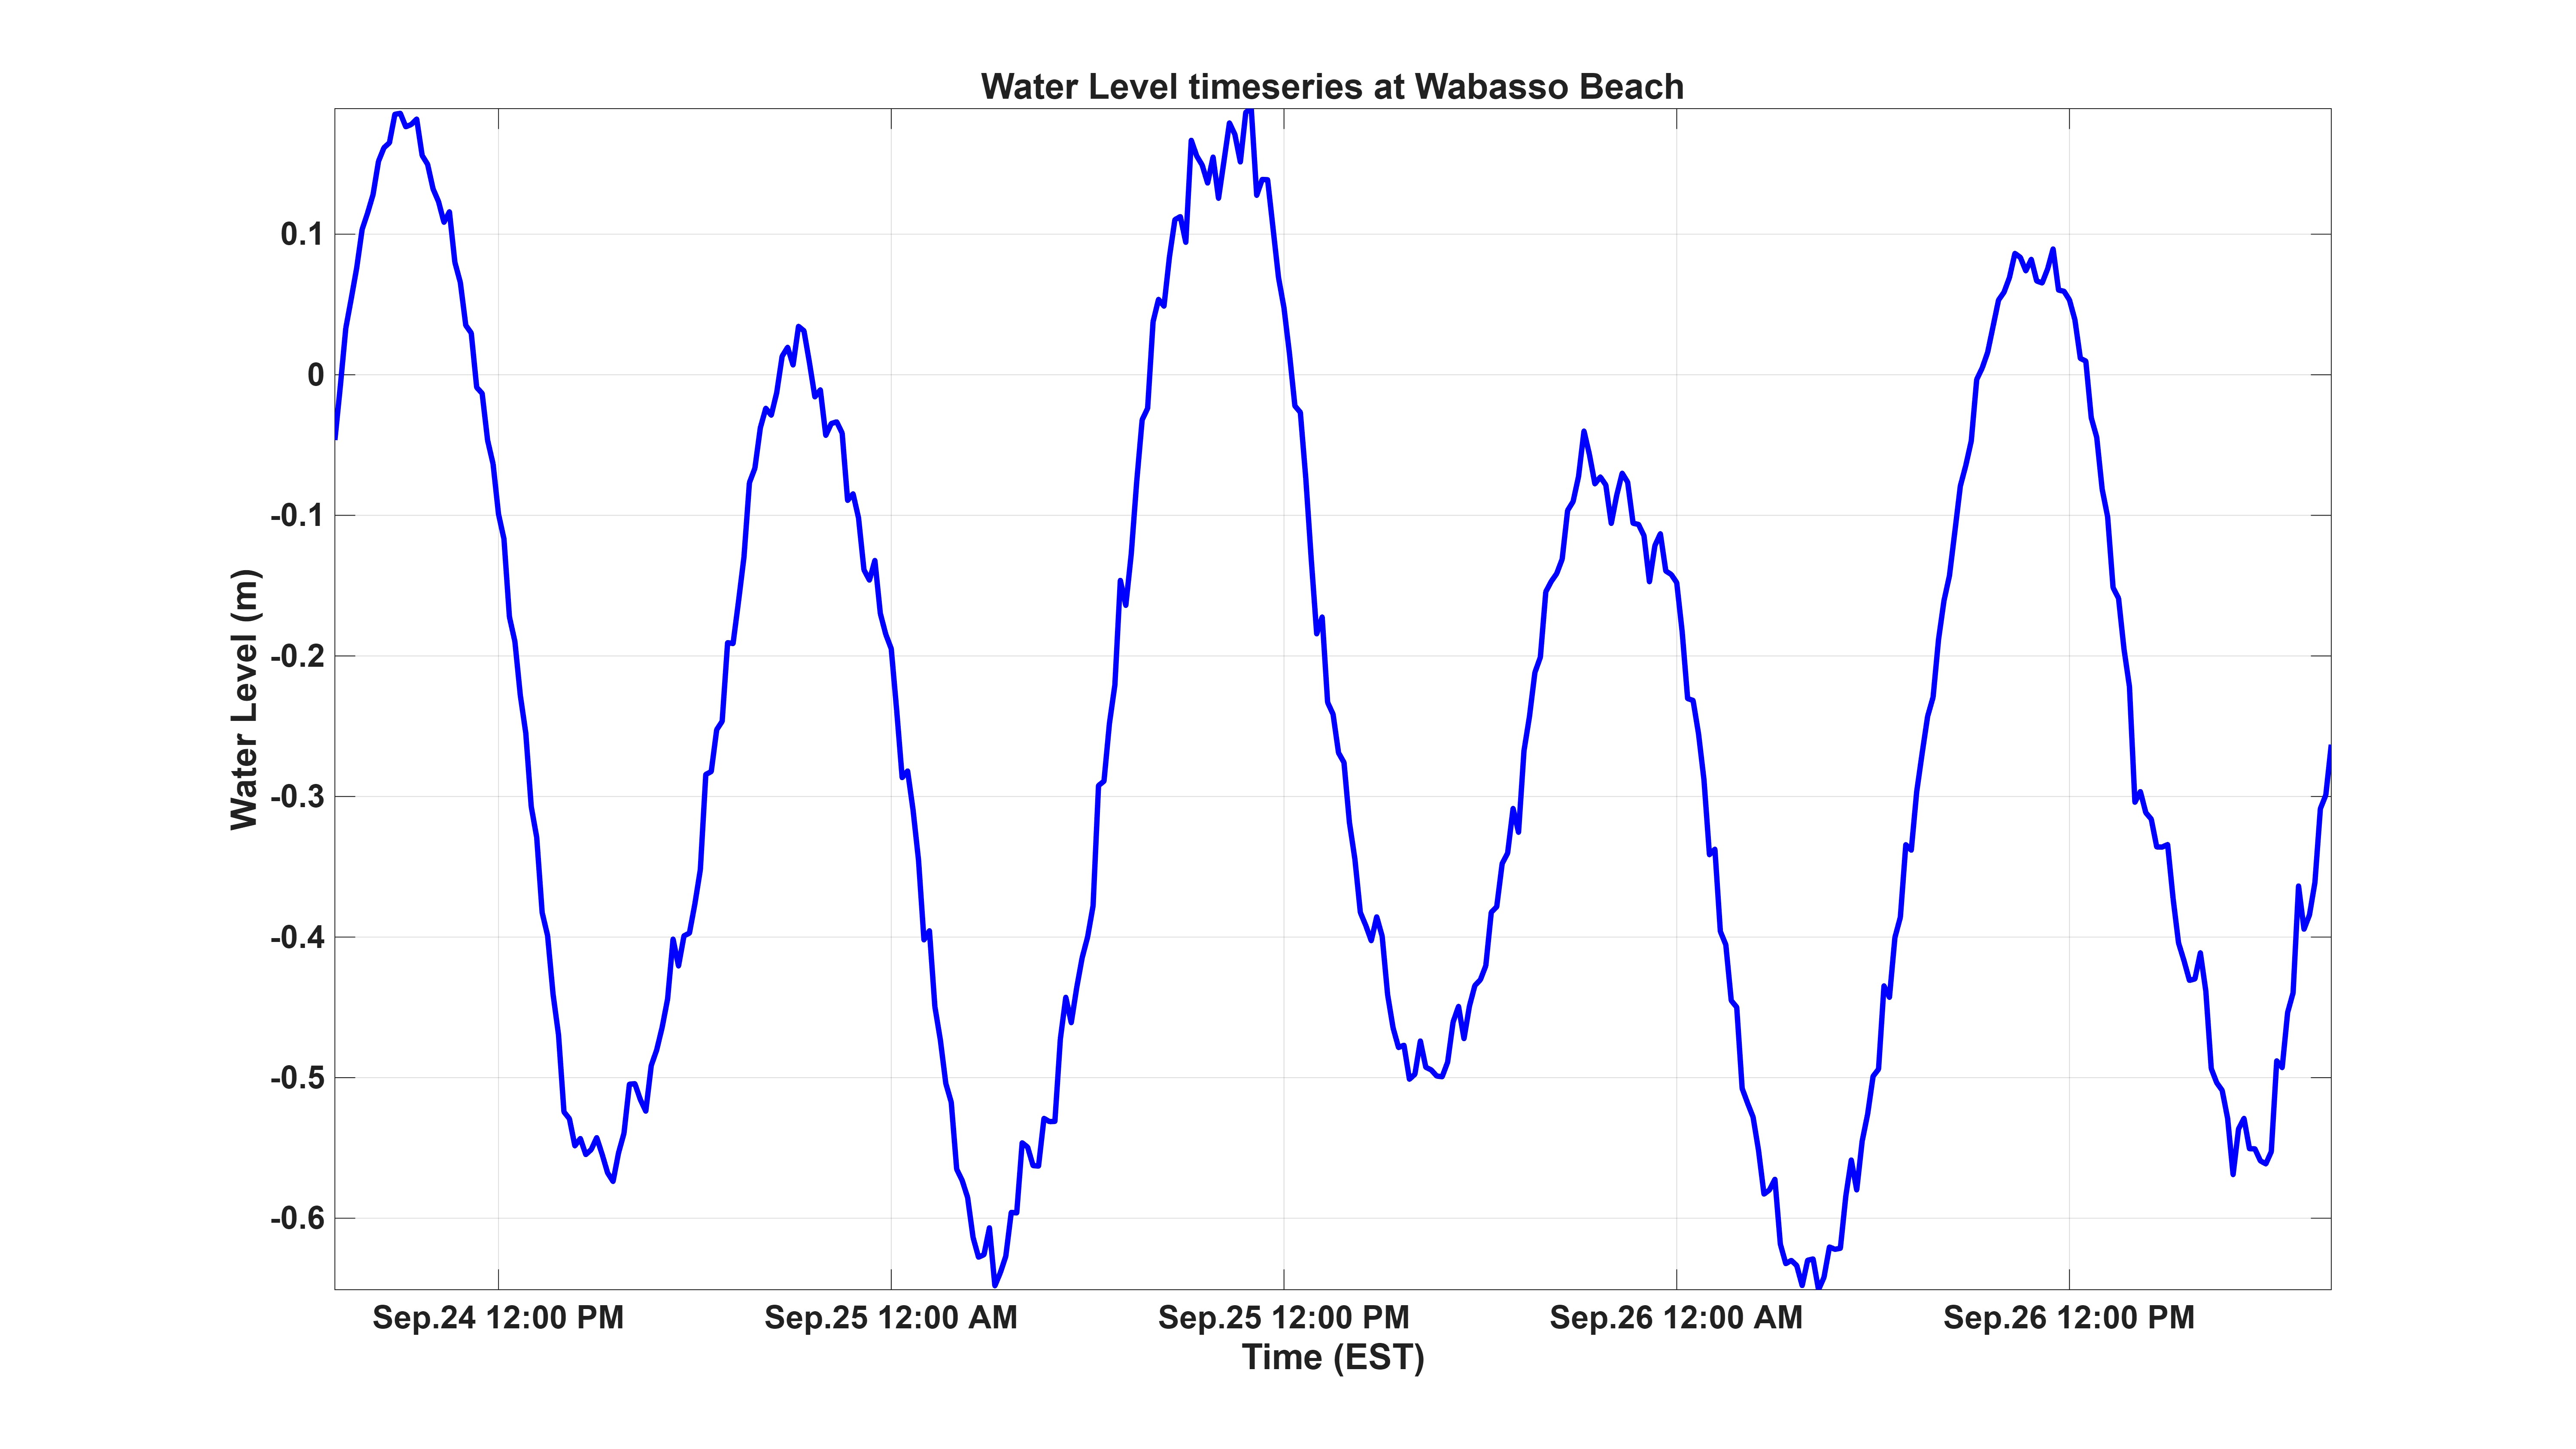 Water Level timeseries at Wabasso Beach
Water Level (m)
0.1
0
-0.1
-0.2
-0.3
-0.4
-0.5
-0.6
Sep.24 12:00 PM
Sep.25 12:00 AM
Sep.25 12:00 PM
Sep.26 12:00 AM
Sep.26 12:00 PM
Time (EST)